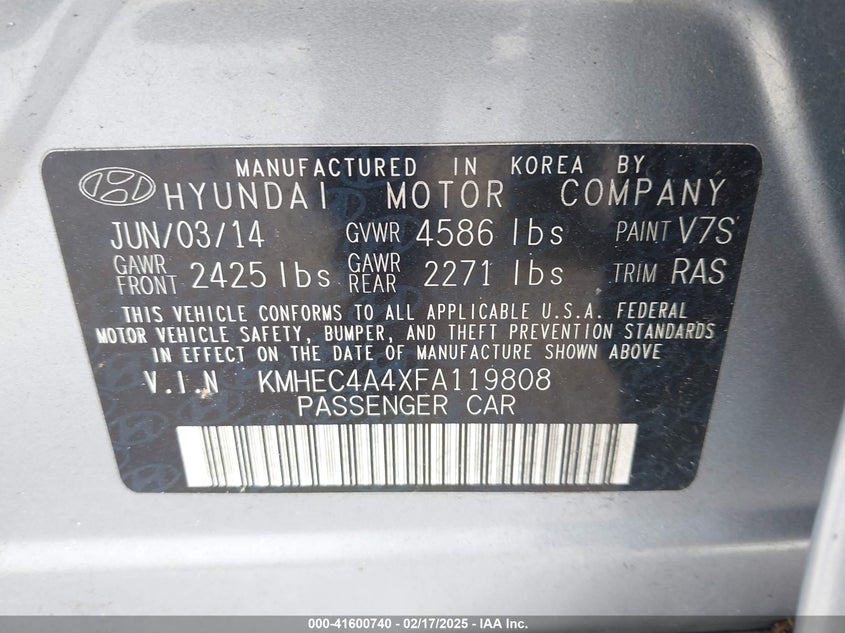 MANUFACTURED IN KOREA BY
HYUNDAI MOTOR COMPANY
JUN/03/14 GVWR 4586 lbs PAINT V7S
GAWR FRONT 2425 lbs GAWR REAR 2271 lbs TRIM RAS
THIS VEHICLE CONFORMS TO ALL APPLICABLE U.S.A. FEDERAL
MOTOR VEHICLE SAFETY, BUMPER, AND THEFT PREVENTION STANDARDS
IN EFFECT ON THE DATE OF MANUFACTURE SHOWN ABOVE
V.I.N KMHEC4A4XFA119808
PASSENGER CAR
000-41600740 - 02/17/2025 - IAA, Inc.